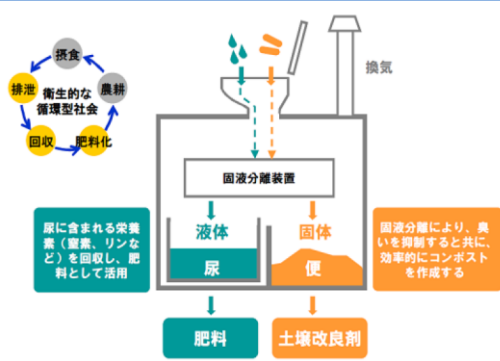 摂食
排泄
農耕
衛生的な
循環型社会
回収
肥料化
換気
固液分離装置
液体
固体
尿
便
尿に含まれる栄養
素（窒素、リンな
ど）を回収し、肥
料として活用
固液分離により、臭
いを抑制すると共に、
効率的にコンポスト
を作成する
肥料
土壌改良剤